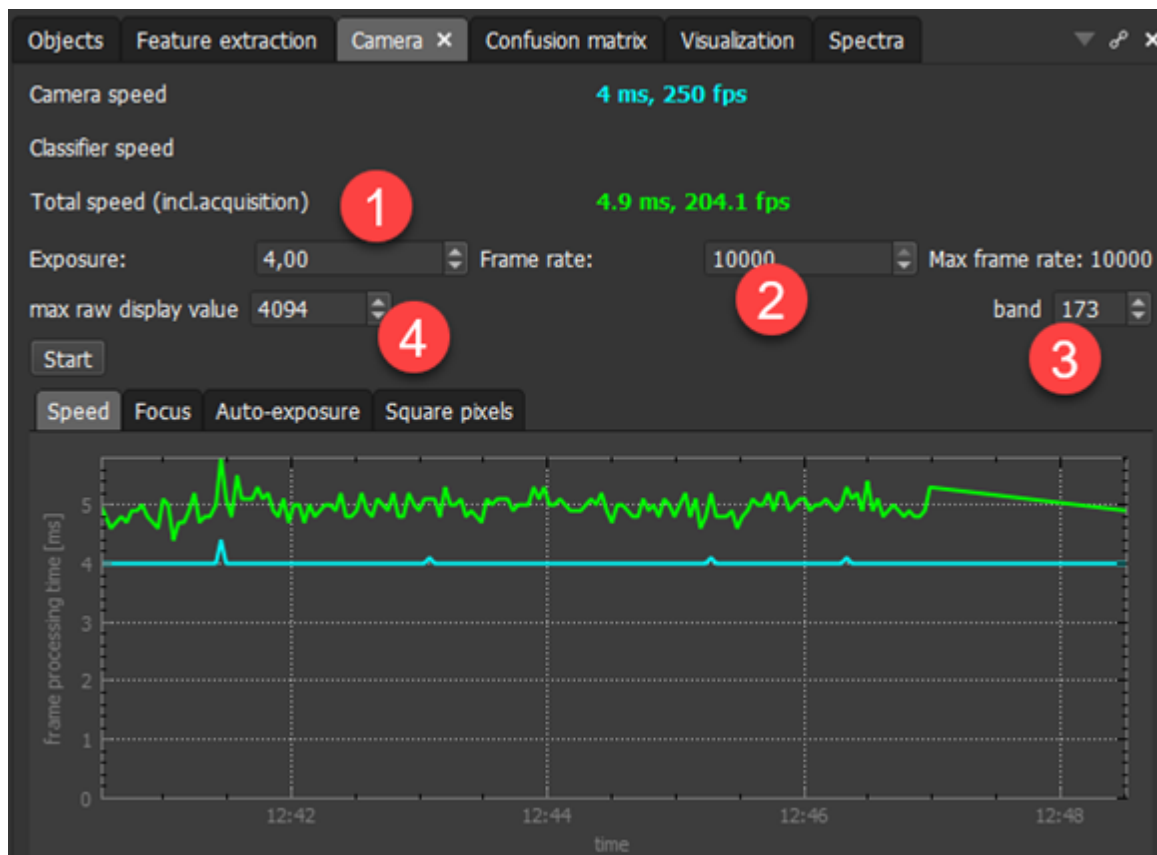 Objects Feature extraction Camera × Confusion matrix Visualization Spectra
Camera speed 4 ms, 250 fps
Classifier speed
Total speed (incl.acquisition) 1 4.9 ms, 204.1 fps
Exposure: 4,00 Frame rate: 10000 Max frame rate: 10000
2
max raw display value 4094 4 band 173
3
Start
Speed Focus Auto-exposure Square pixels
frame processing time [ms]
5
4
3
2
1
0
12:42 12:44 12:46 12:48
time